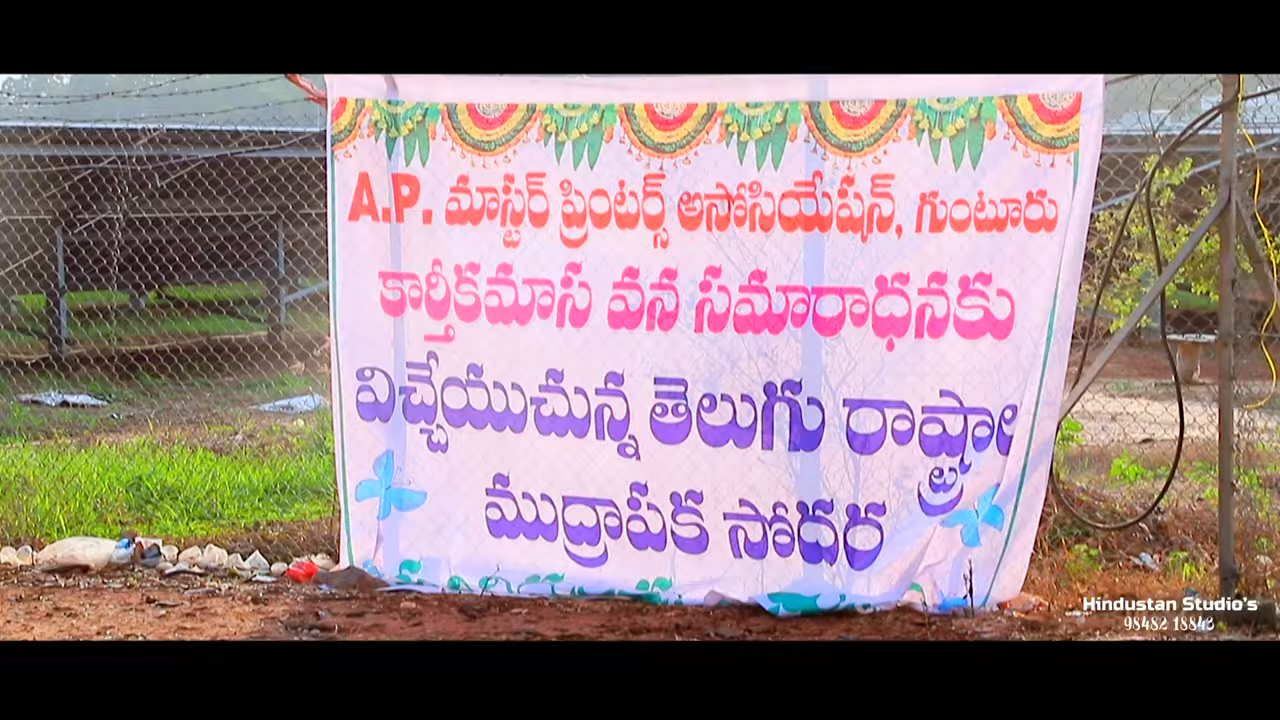 A.P. మాస్టర్ ప్రింటర్స్ అసోసియేషన్, గుంటూరు
కార్తీకమాస వన సమారాధనకు
విచ్చేయుచున్న తెలుగు రాష్ట్రాల
ముద్రాపక సోదర
Hindustan Studio's
98482 18843